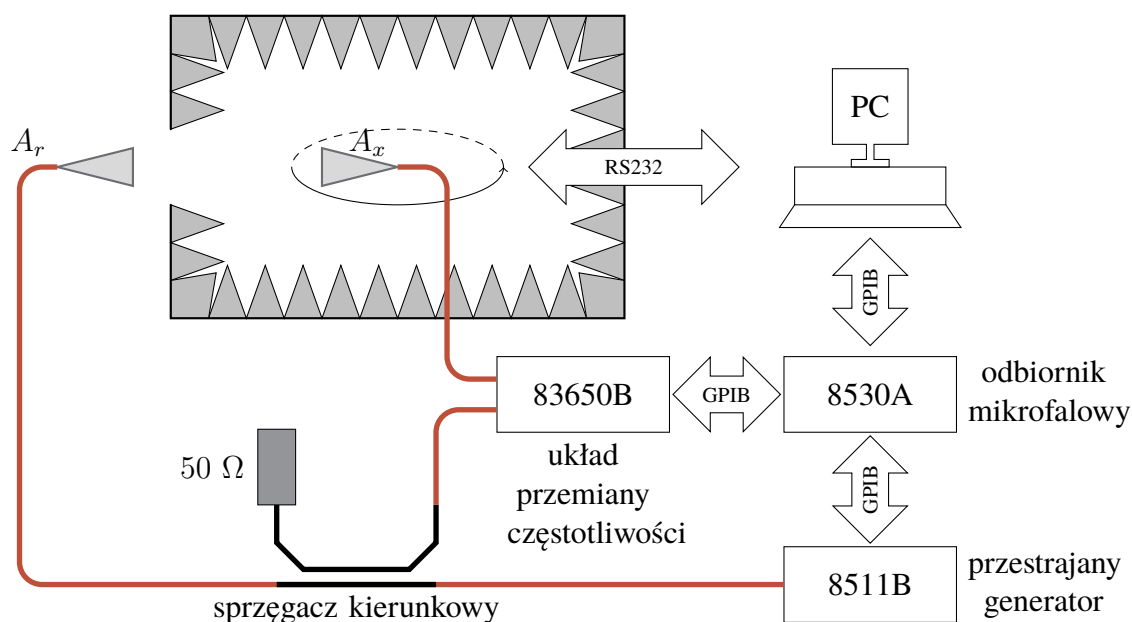 PC
A_r
A_x
RS232
GPIB
83650B
GPIB
8530A
odbiornik
mikrofalowy
układ
przemiany
częstotliwości
50 Ω
GPIB
8511B
przestrajany
generator
sprzęgacz kierunkowy